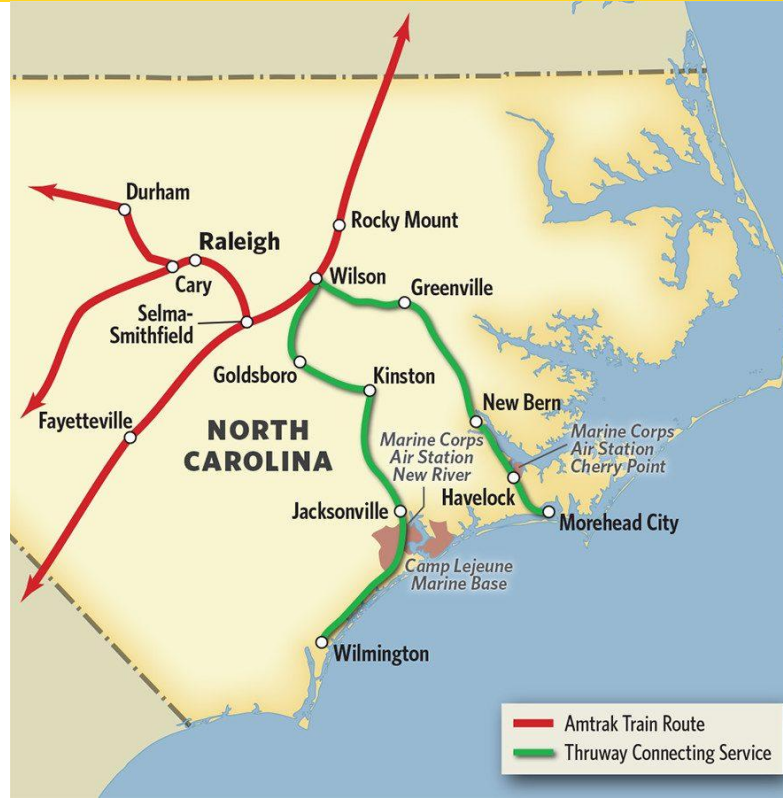 Durham
Rocky Mount
Raleigh
Cary
Wilson
Greenville
Selma-
Smithfield
Goldsboro
Kinston
Fayetteville
New Bern
NORTH
CAROLINA
Marine Corps
Air Station
New River
Marine Corps
Air Station
Cherry Point
Havelock
Jacksonville
Morehead City
Camp Lejeune
Marine Base
Wilmington
Amtrak Train Route
Thruway Connecting Service